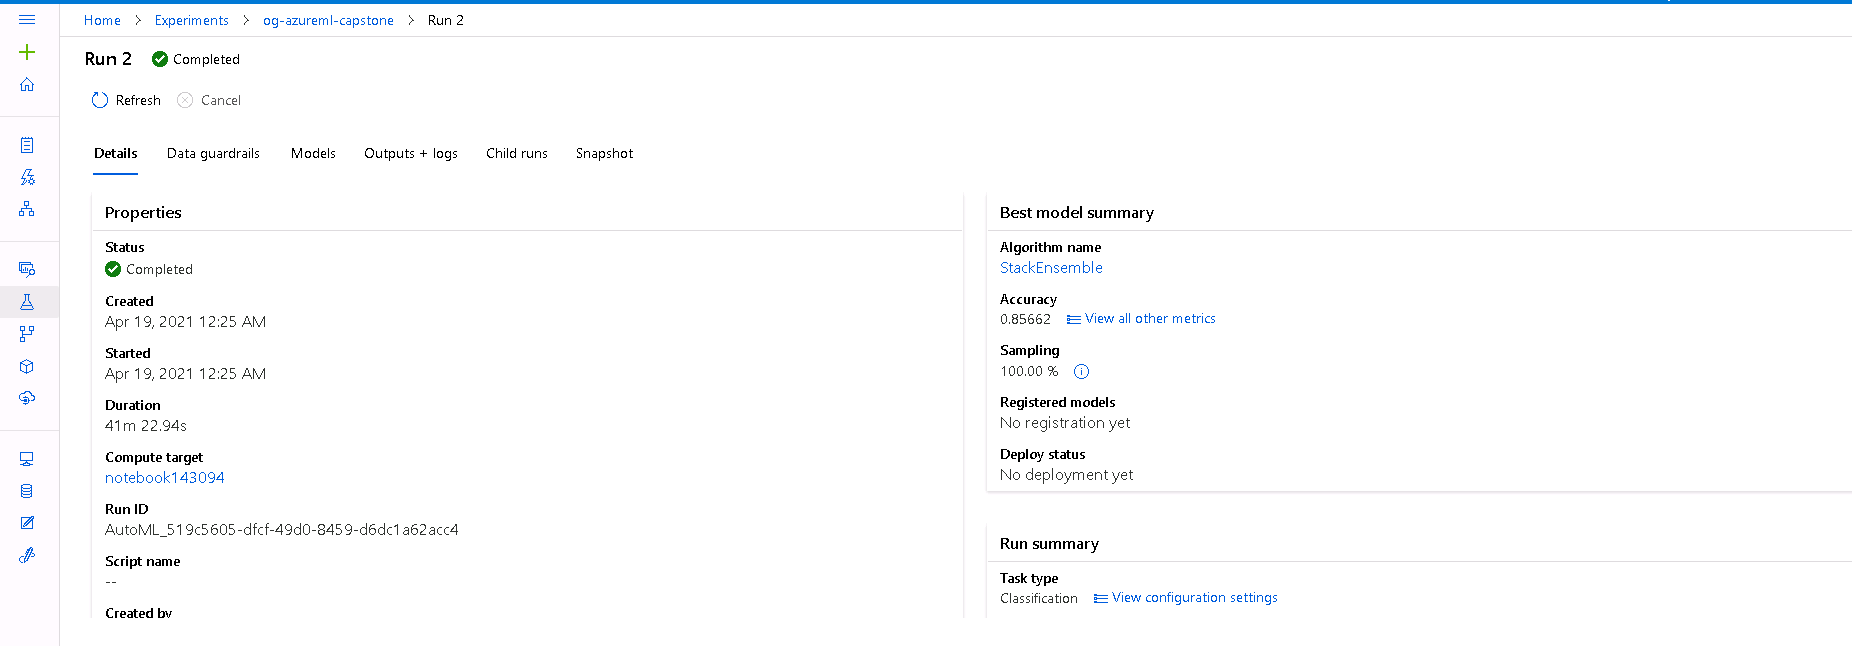 Home > Experiments > og-azureml-capstone > Run 2
Run 2 Completed
Refresh Cancel
Details Data guardrails Models Outputs + logs Child runs Snapshot
Properties
Status
Completed
Created
Apr 19, 2021 12:25 AM
Started
Apr 19, 2021 12:25 AM
Duration
41m 22.94s
Compute target
notebook143094
Run ID
AutoML_519c5605-dfcf-49d0-8459-d6dc1a62acc4
Script name
--
Created by
Best model summary
Algorithm name
StackEnsemble
Accuracy
0.85662 View all other metrics
Sampling
100.00 %
Registered models
No registration yet
Deploy status
No deployment yet
Run summary
Task type
Classification View configuration settings